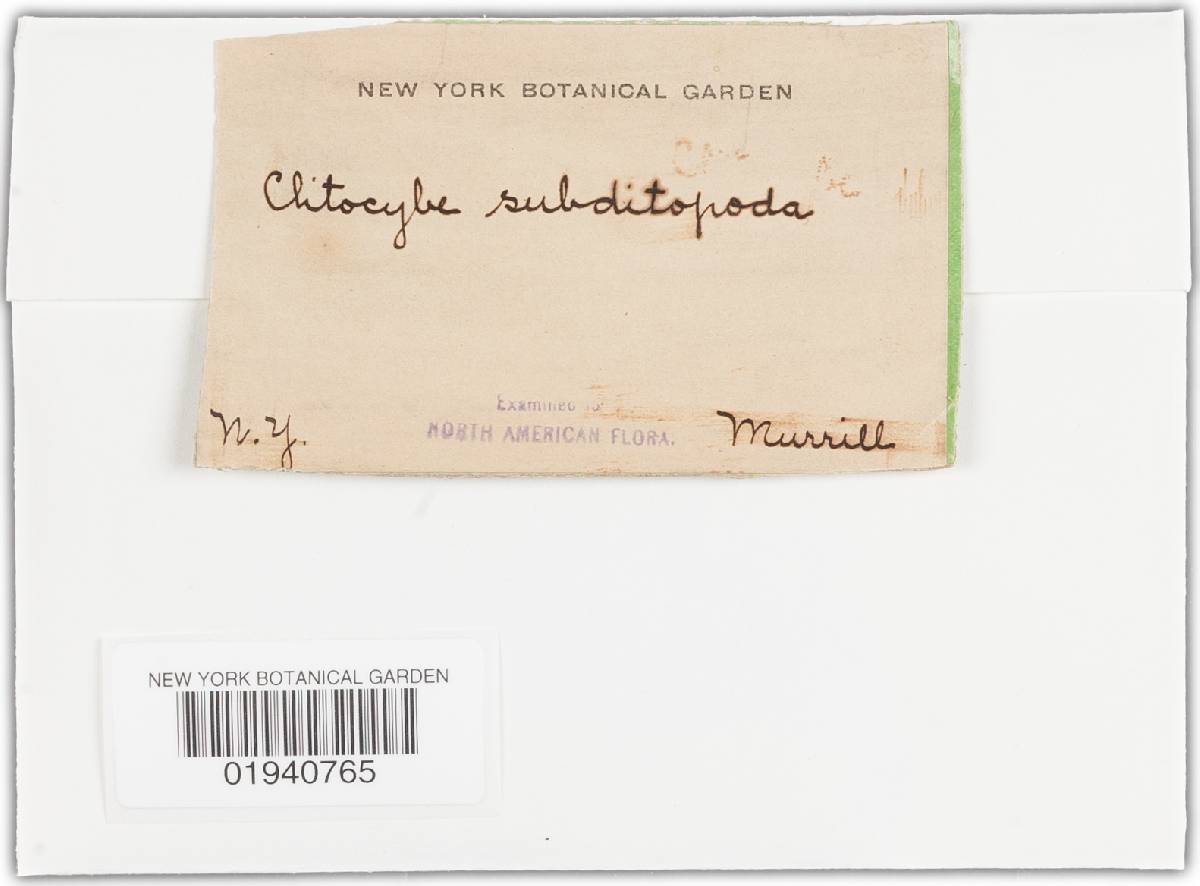 NEW YORK BOTANICAL GARDEN
Clitocybe subditopoda
Examined for
NORTH AMERICAN FLORA.
N.Y.
Murrill
NEW YORK BOTANICAL GARDEN
01940765